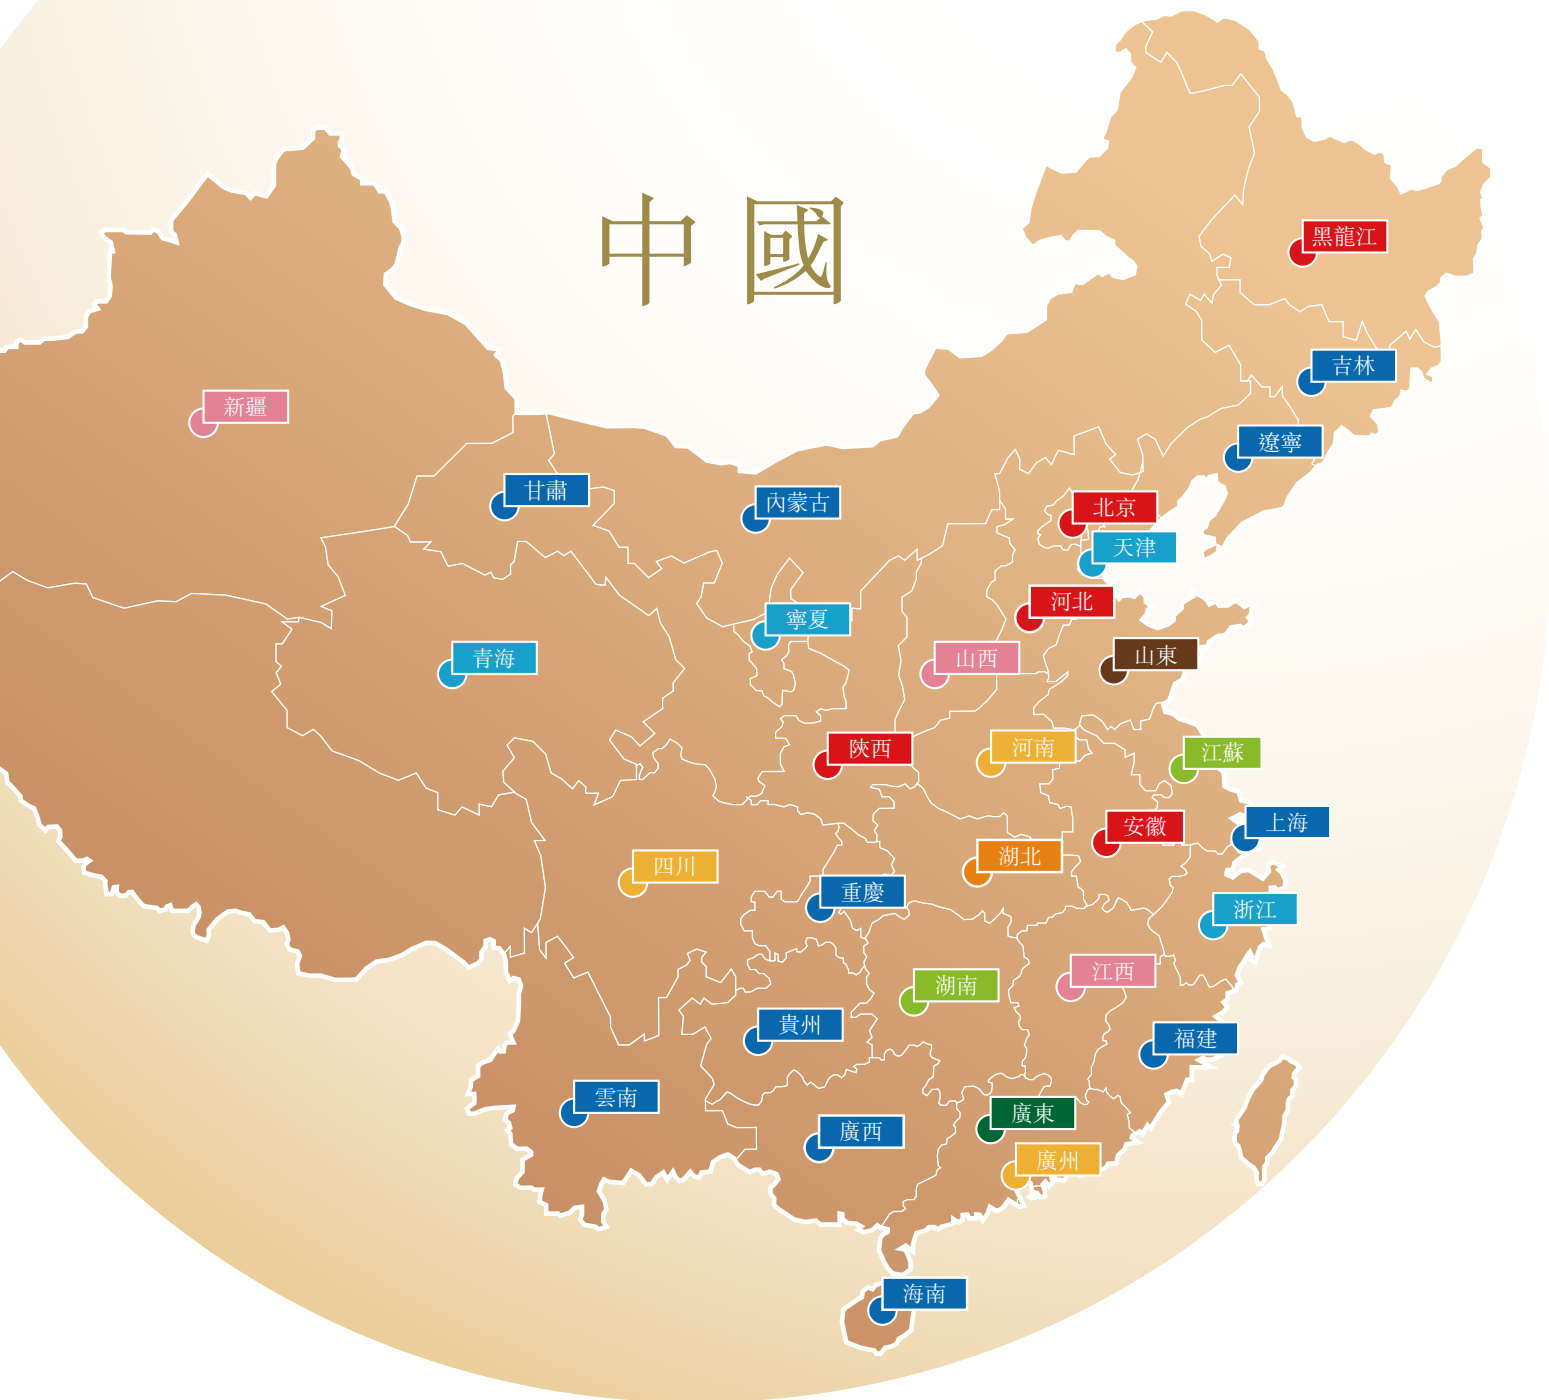 中國
黑龍江
吉林
新疆
遼寧
甘肅
內蒙古
北京
天津
河北
寧夏
青海
山西
山東
陝西
河南
江蘇
上海
安徽
湖北
四川
重慶
浙江
江西
湖南
貴州
福建
雲南
廣東
廣西
廣州
海南